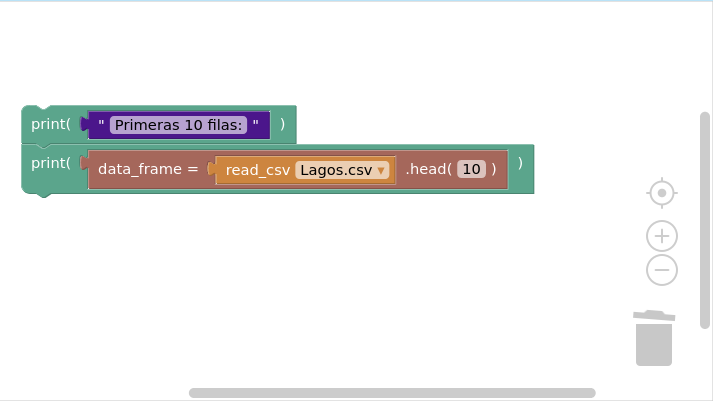 print( " Primeras 10 filas: " )
print( data_frame = read_csv Lagos.csv ▾ .head( 10 ) )